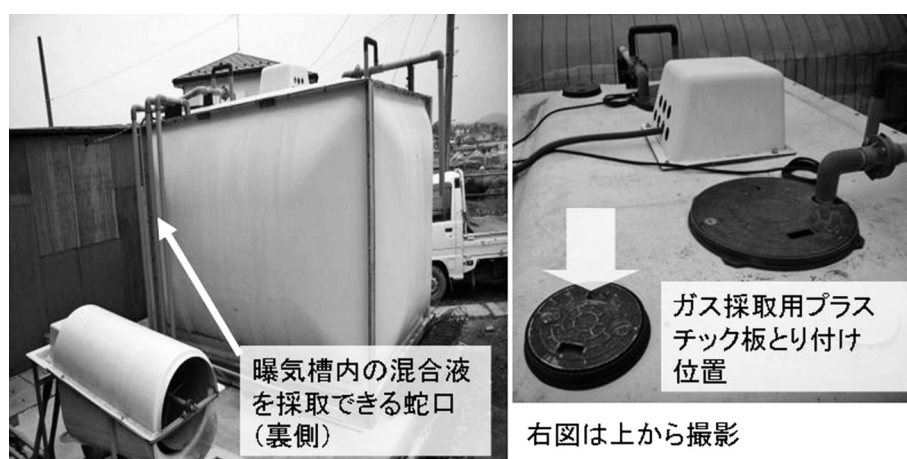 曝気槽内の混合液
を採取できる蛇口
（裏側）
ガス採取用プラス
チック板とり付け
位置
右図は上から撮影